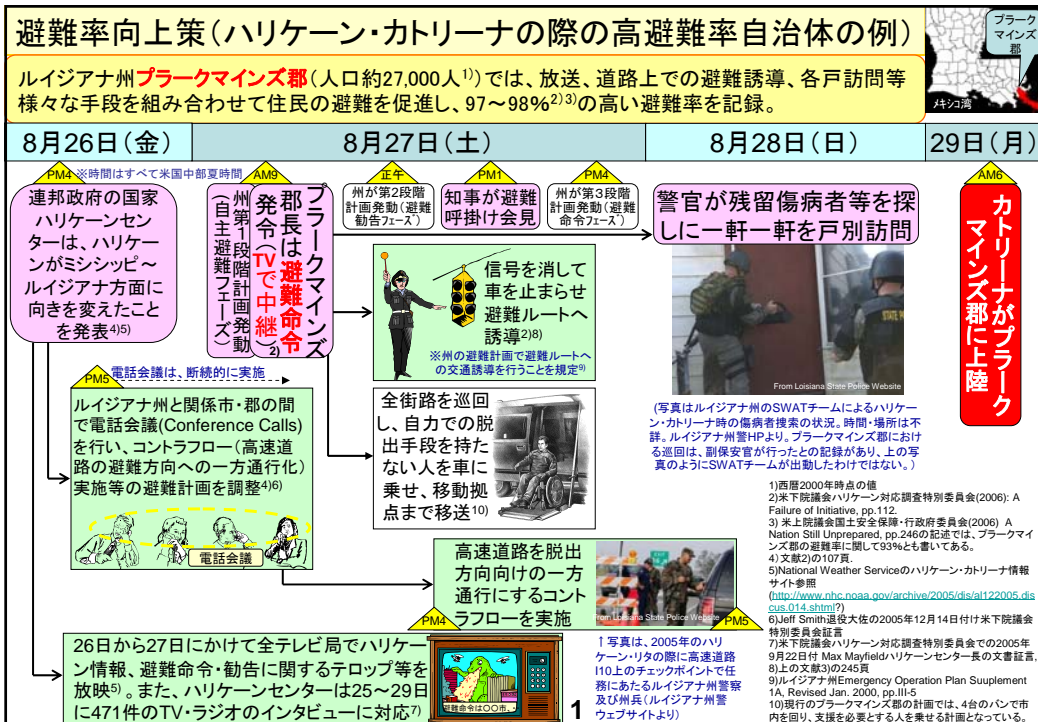 避難率向上策(ハリケーン・カトリーナの際の高避難率自治体の例)
プラーク
マインズ
郡
メキシコ湾
ルイジアナ州プラークマインズ郡(人口約27,000人1))では、放送、道路上での避難誘導、各戸訪問等
様々な手段を組み合わせて住民の避難を促進し、97~98%2)3)の高い避難率を記録。
8月26日(金)
8月27日(土)
8月28日(日)
29日(月)
PM4
※時間はすべて米国中部夏時間
連邦政府の国家
ハリケーンセン
ターは、ハリケー
ンがミシシッピ~
ルイジアナ方面に
向きを変えたこと
を発表4)5)
AM9
プラークマインズ
郡長は避難命令
発令(TVで中継)2)
州第1段階計画発動
(自主避難フェーズ)
正午
州が第2段階
計画発動(避難
勧告フェーズ)
PM1
知事が避難
呼掛け会見
PM4
州が第3段階
計画発動(避難
命令フェーズ)
警官が残留傷病者等を探
しに一軒一軒を戸別訪問
AM6
カトリーナがプラーク
マインズ郡に上陸
信号を消して
車を止まらせ
避難ルートへ
誘導2)8)
※州の避難計画で避難ルートへ
の交通誘導を行うことを規定9)
From Loisiana State Police Website
(写真はルイジアナ州のSWATチームによるハリケー
ン・カトリーナ時の傷病者捜索の状況。時間・場所は不
詳。ルイジアナ州警HPより。プラークマインズ郡におけ
る巡回は、副保安官が行ったとの記録があり、上の写
真のようにSWATチームが出動したわけではない。)
PM5
電話会議は、断続的に実施
ルイジアナ州と関係市・郡の間
で電話会議(Conference Calls)
を行い、コントラフロー(高速道
路の避難方向への一方通行化)
実施等の避難計画を調整4)6)
電話会議
全街路を巡回
し、自力での脱
出手段を持た
ない人を車に
乗せ、移動拠
点まで移送10)
高速道路を脱出
方向向けの一方
通行にするコント
ラフローを実施
PM4
From Loisiana State Police Website
PM5
26日から27日にかけて全テレビ局でハリケー
ン情報、避難命令・勧告に関するテロップ等を
放映5)。また、ハリケーンセンターは25~29日
に471件のTV・ラジオのインタビューに対応7)
避難命令は○○市、
1
↑写真は、2005年のハリ
ケーン・リタの際に高速道路
I10上のチェックポイントで任
務にあたるルイジアナ州警察
及び州兵(ルイジアナ州警
ウェブサイトより)
1)西暦2000年時点の値
2)米下院議会ハリケーン対応調査特別委員会(2006): A
Failure of Initiative, pp.112.
3) 米上院議会国土安全保障・行政府委員会(2006) A
Nation Still Unprepared, pp.246の記述では、プラークマイ
ンズ郡の避難率に関して93%とも書いてある。
4)文献2)の107頁.
5)National Weather Serviceのハリケーン・カトリーナ情報
サイト参照
(http://www.nhc.noaa.gov/archive/2005/dis/al122005.dis
cus.014.shtml?)
6)Jeff Smith退役大佐の2005年12月14日付け米下院議会
特別委員会証言
7)米下院議会ハリケーン対応調査特別委員会での2005年
9月22日付 Max Mayfieldハリケーンセンター長の文書証言,
8)上の文献3)の245頁
9)ルイジアナ州Emergency Operation Plan Suuplement
1A, Revised Jan. 2000, pp.III-5
10)現行のプラークマインズ郡の計画では、4台のバンで市
内を回り、支援を必要とする人を乗せる計画となっている。